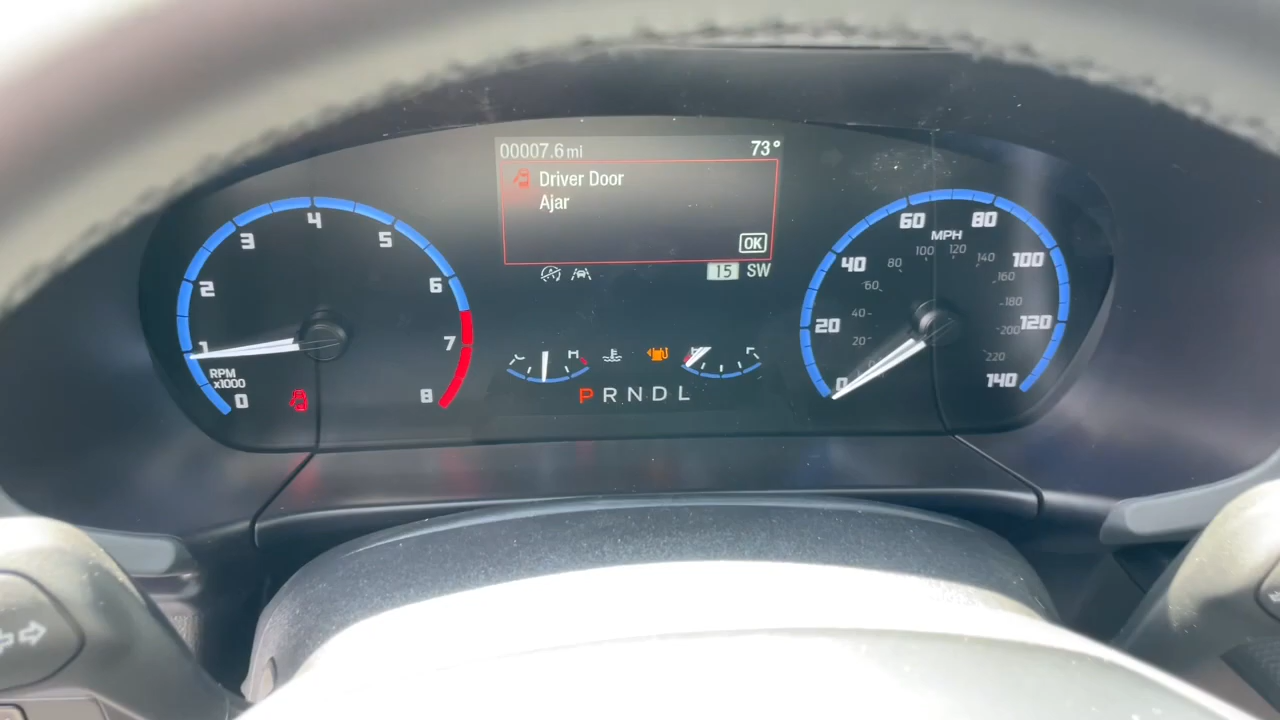 00007.6 mi 73°
Driver Door
Ajar
OK
15 SW
0 1 2 3 4 5 6 7 8
RPM
x1000
C H
E F
P R N D L
0 20 40 60 80 100 120 140
MPH
20 40 60 80 100 120 140 160 180 200 220